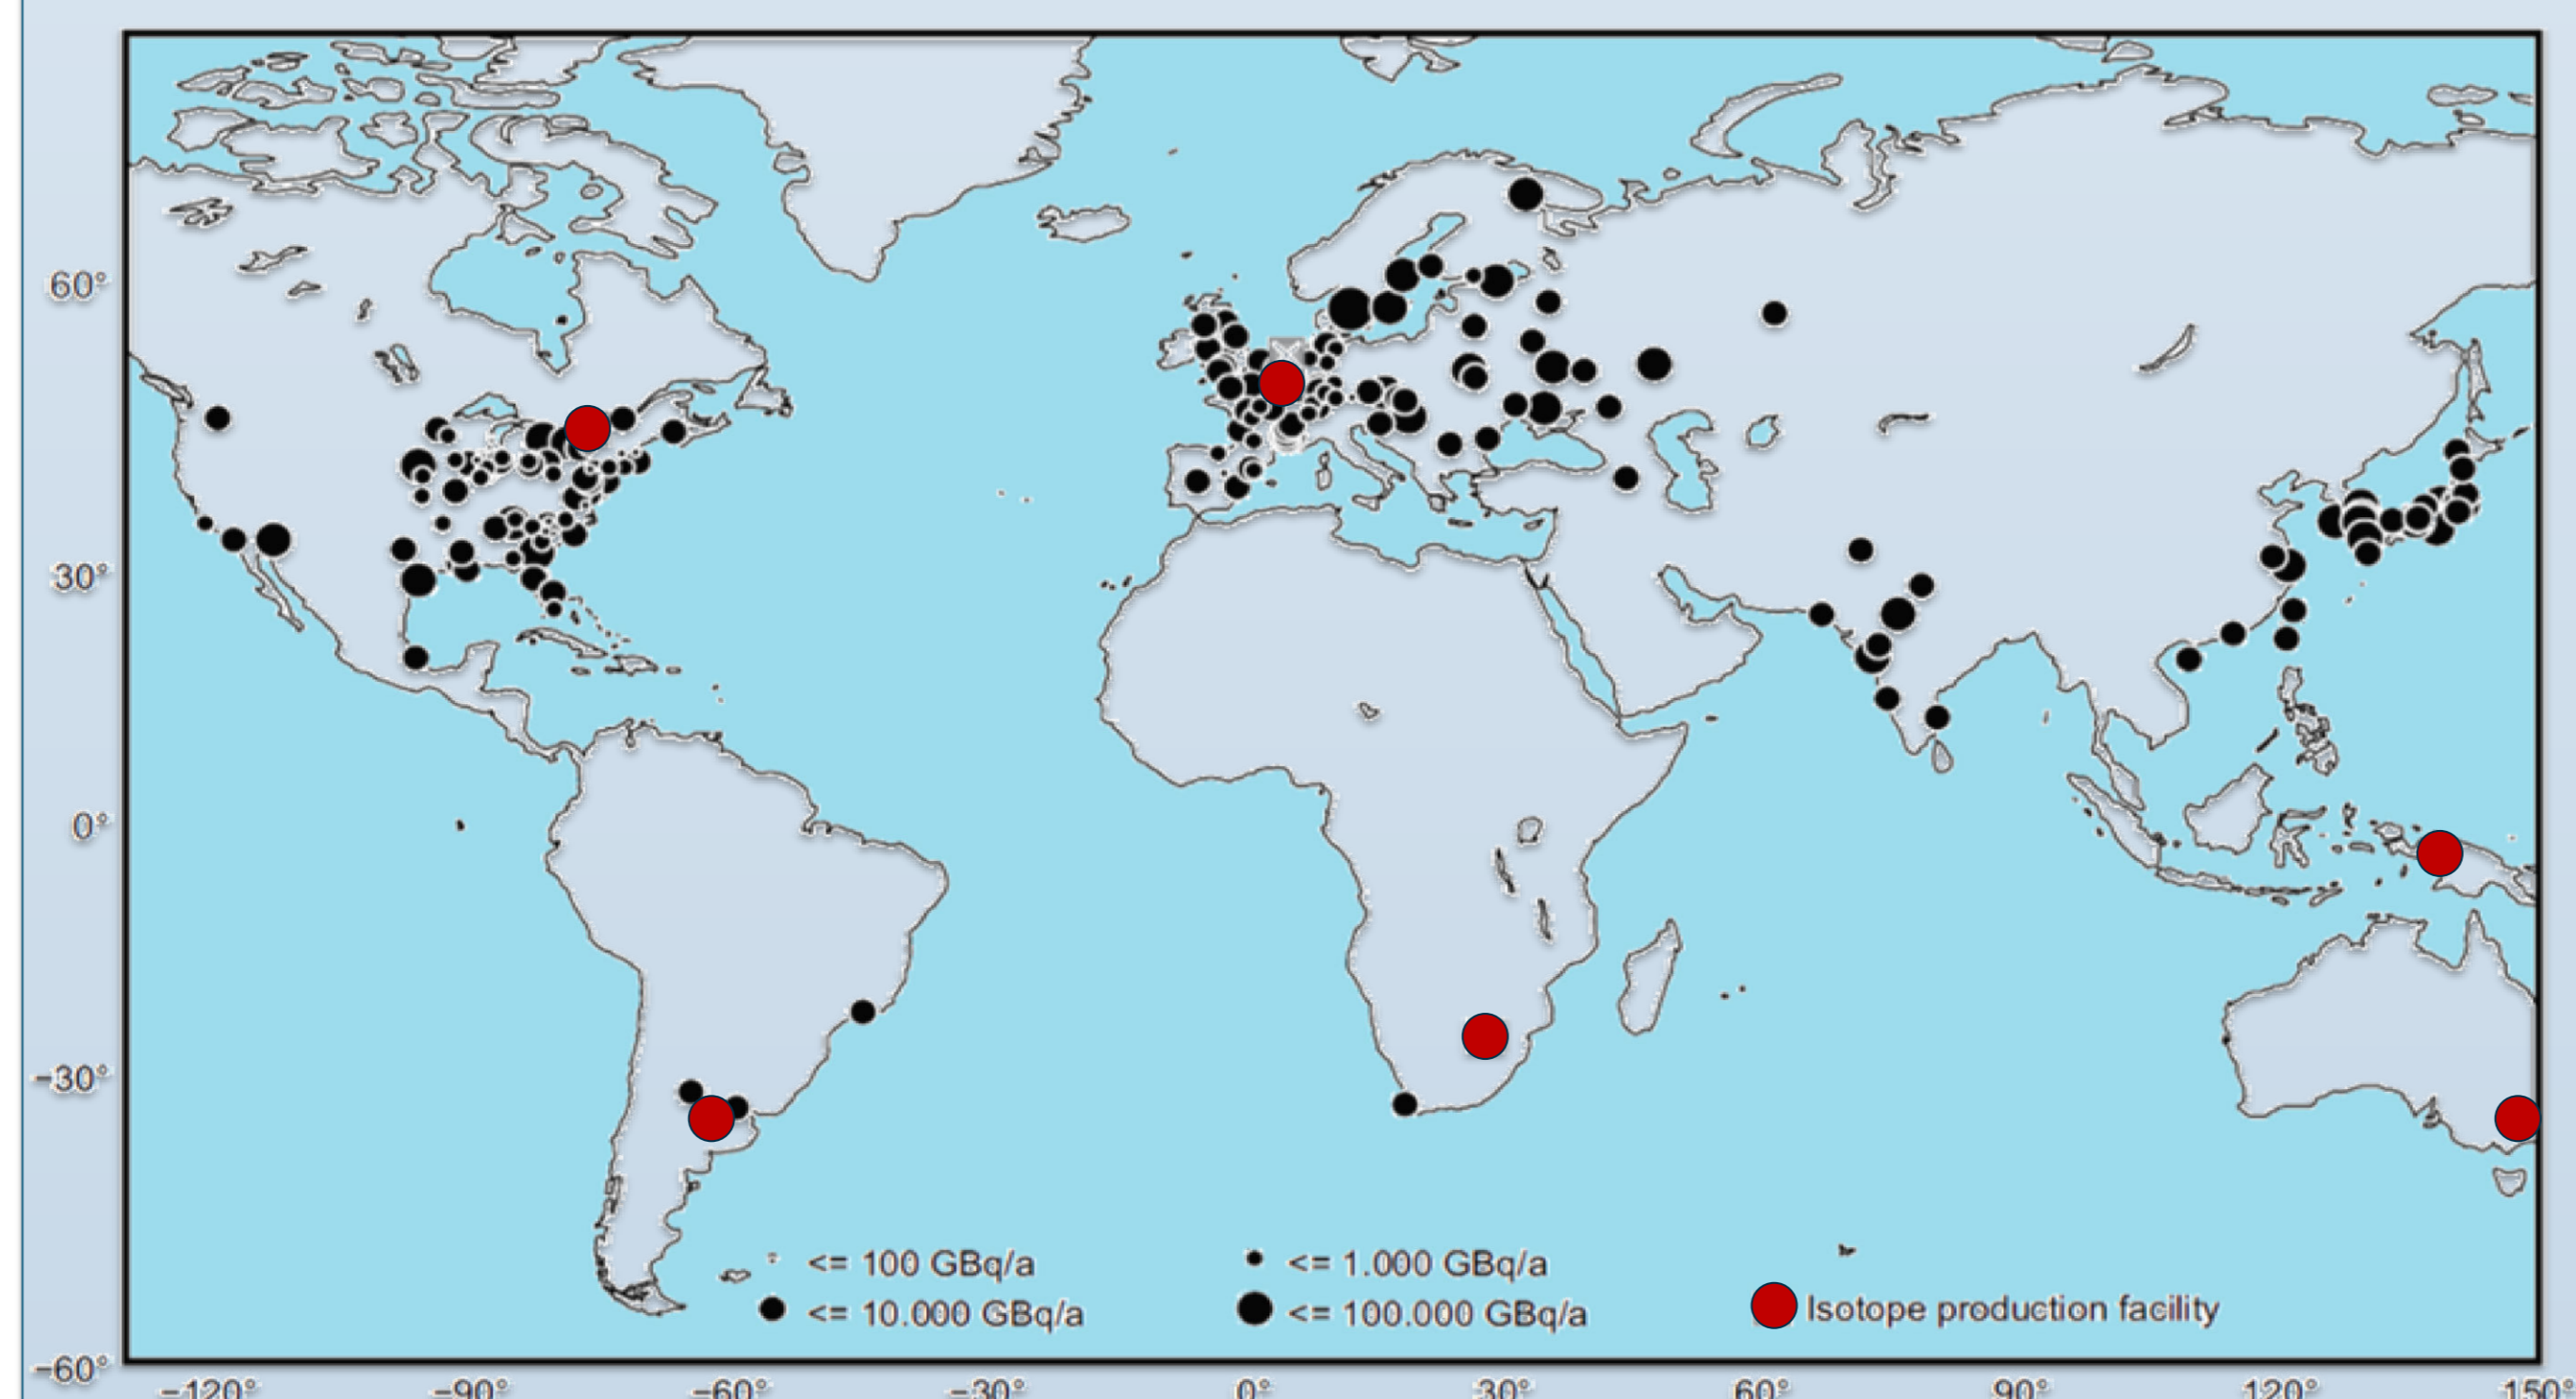 60°
30°
0°
−30°
−60°
<= 100 GBq/a
<= 1.000 GBq/a
<= 10.000 GBq/a
<= 100.000 GBq/a
Isotope production facility
−120° −90° −60° −30° 0° 30° 60° 90° 120° 150°